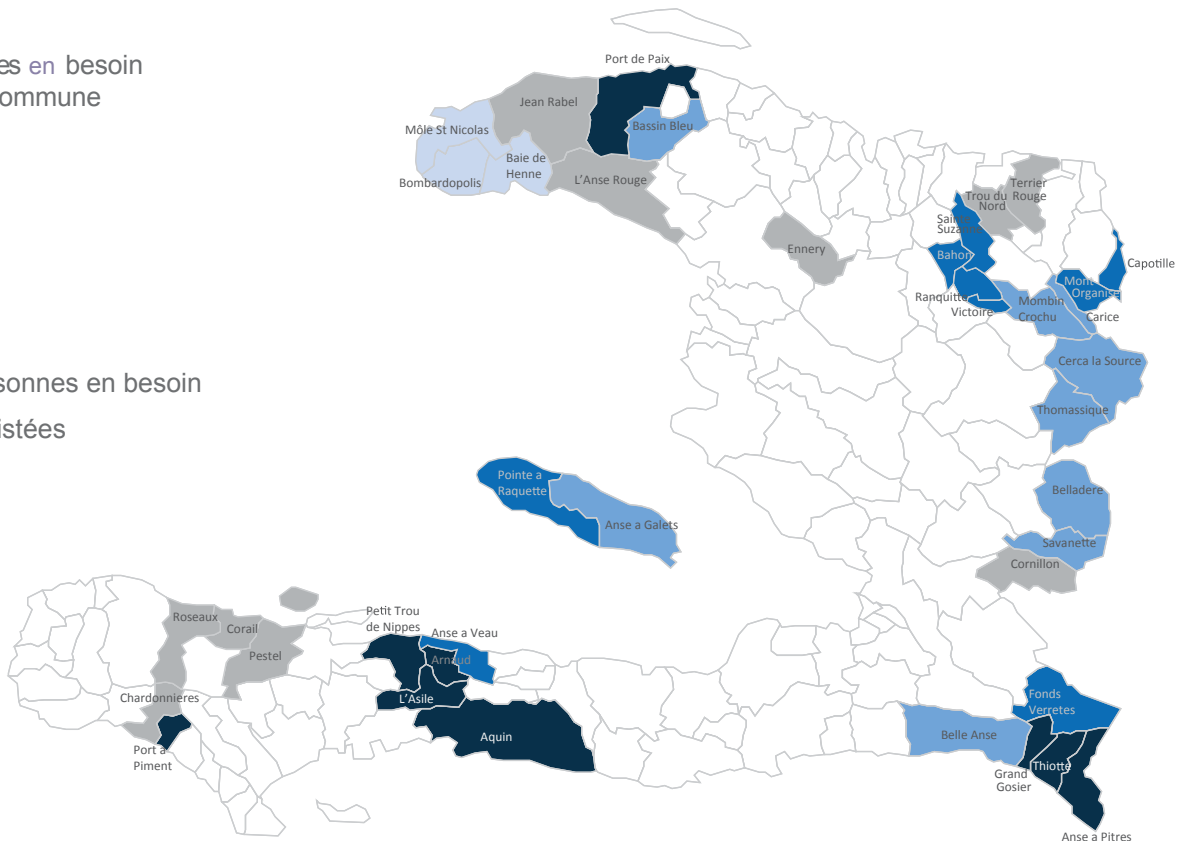 es en besoin
ommune
sonnes en besoin
istées
Port de Paix
Jean Rabel
Bassin Bleu
Môle St Nicolas
Baie de
Henne
Bombardopolis
L'Anse Rouge
Ennery
Terrier
Rouge
Trou du
Nord
Bahon
Capotille
Mont
Organisé
Ranquitte
Victoire
Mombin
Crochu
Carice
Cerca la Source
Thomassique
Pointe a
Raquette
Anse a Galets
Belladere
Savanette
Cornillon
Petit Trou
de Nippes
Anse a Veau
Arnaud
Roseaux
Corail
Pestel
Chardonnieres
L'Asile
Aquin
Port à
Piment
Fonds
Verretes
Belle Anse
Thiotte
Grand
Gosier
Anse a Pitres